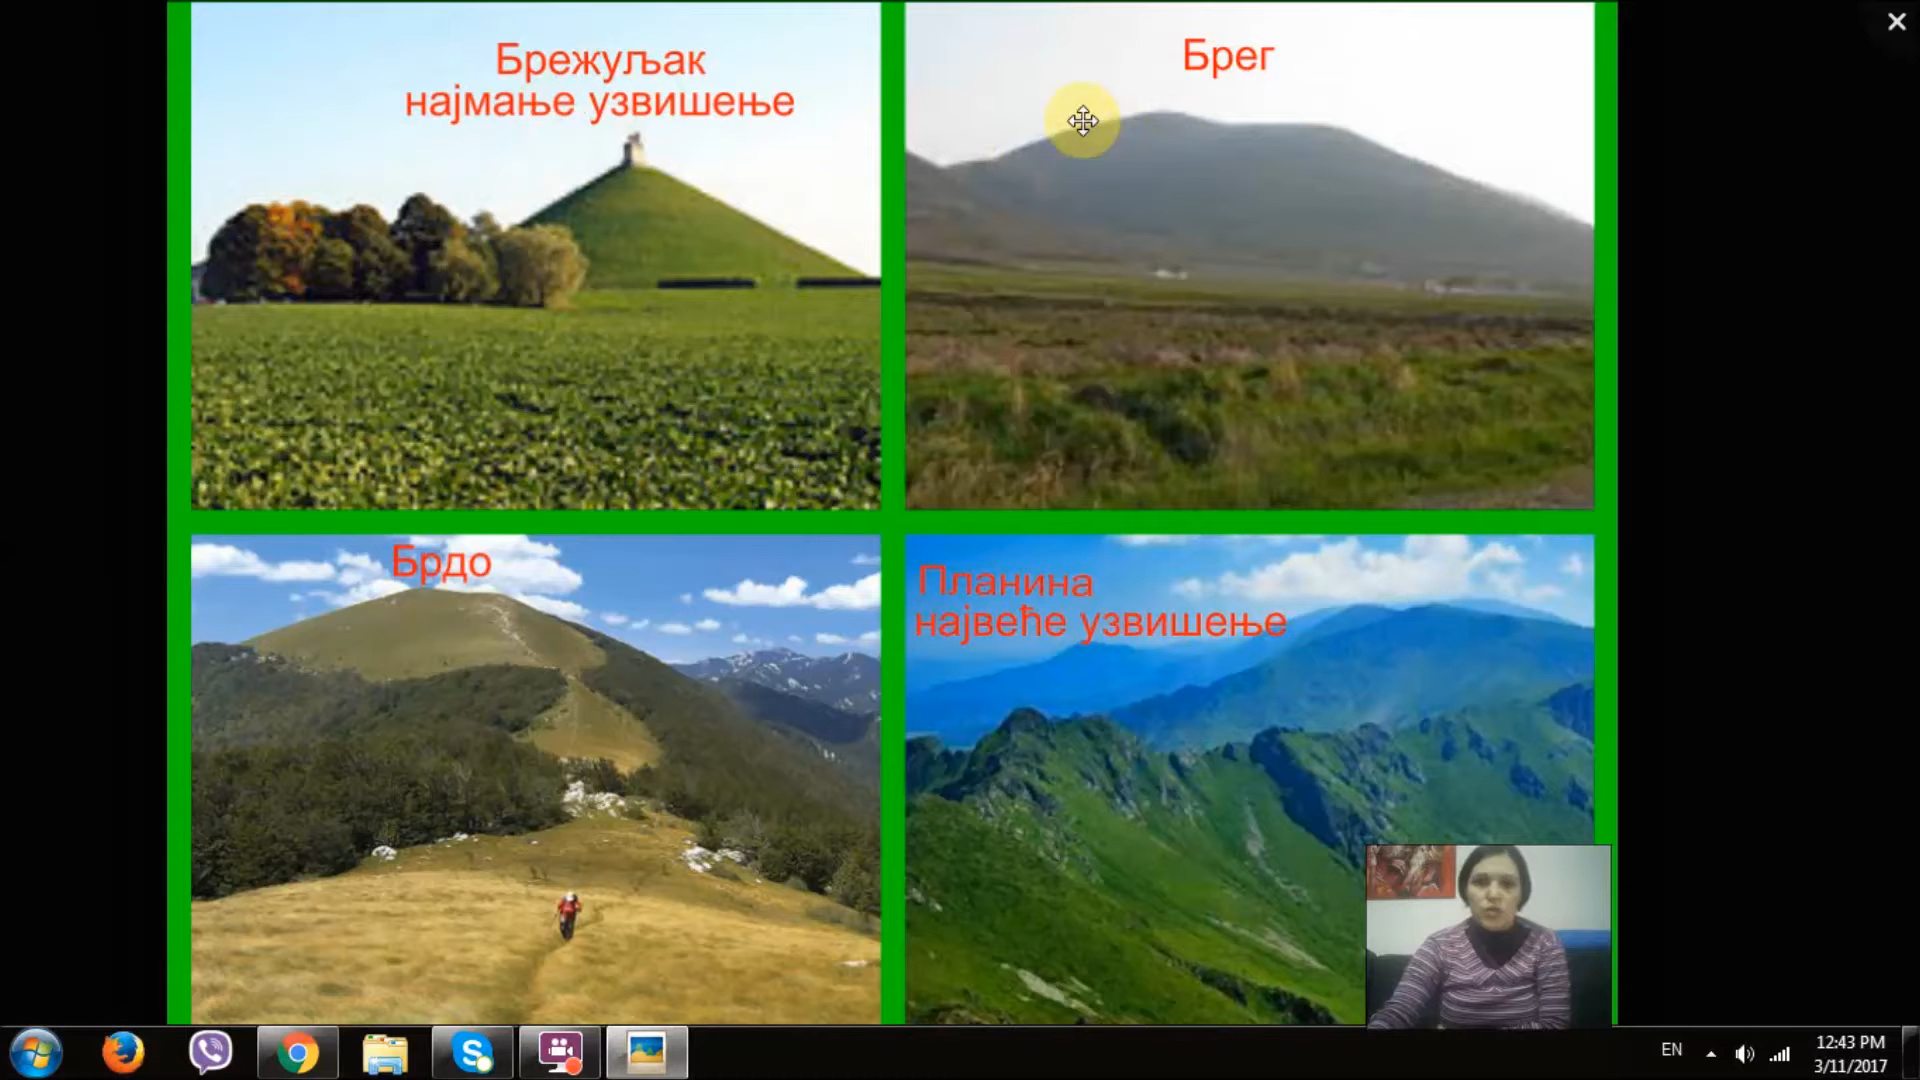 Брежуљак
најмање узвишење
Брег
Брдо
Планина
највеће узвишење
EN
12:43 PM
3/11/2017